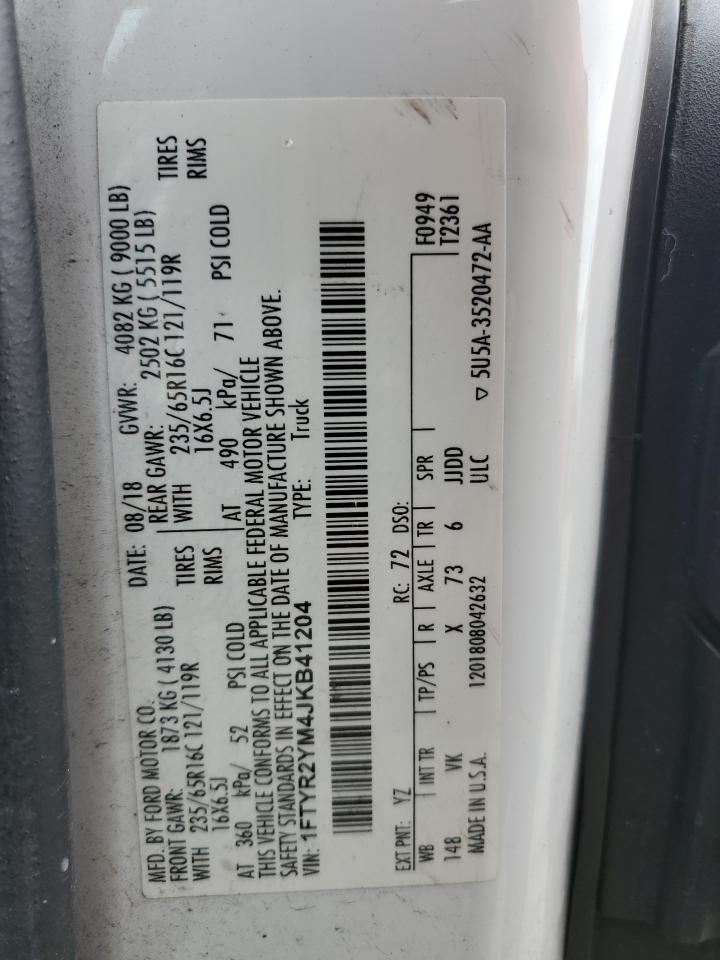 MFD. BY FORD MOTOR CO.
DATE: 08/18 GVWR: 4082 KG ( 9000 LB)
FRONT GAWR: 1873 KG ( 4130 LB)
REAR GAWR: 2502 KG ( 5515 LB)
WITH 235/65R16C 121/119R TIRES
WITH 235/65R16C 121/119R TIRES
16X6.5J RIMS
16X6.5J RIMS
AT 360 kPa/ 52 PSI COLD
AT 490 kPa/ 71 PSI COLD
THIS VEHICLE CONFORMS TO ALL APPLICABLE FEDERAL MOTOR VEHICLE
SAFETY STANDARDS IN EFFECT ON THE DATE OF MANUFACTURE SHOWN ABOVE.
VIN: 1FTYR2YM4JKB41204 TYPE: Truck
EXT PNT: YZ RC: 72 DSO: F0949
WB INT TR TP/PS R AXLE TR SPR T2361
148 VK X 73 6 JJDD
MADE IN U.S.A. 1201808042632 ULC
▽ 5U5A-3520472-AA